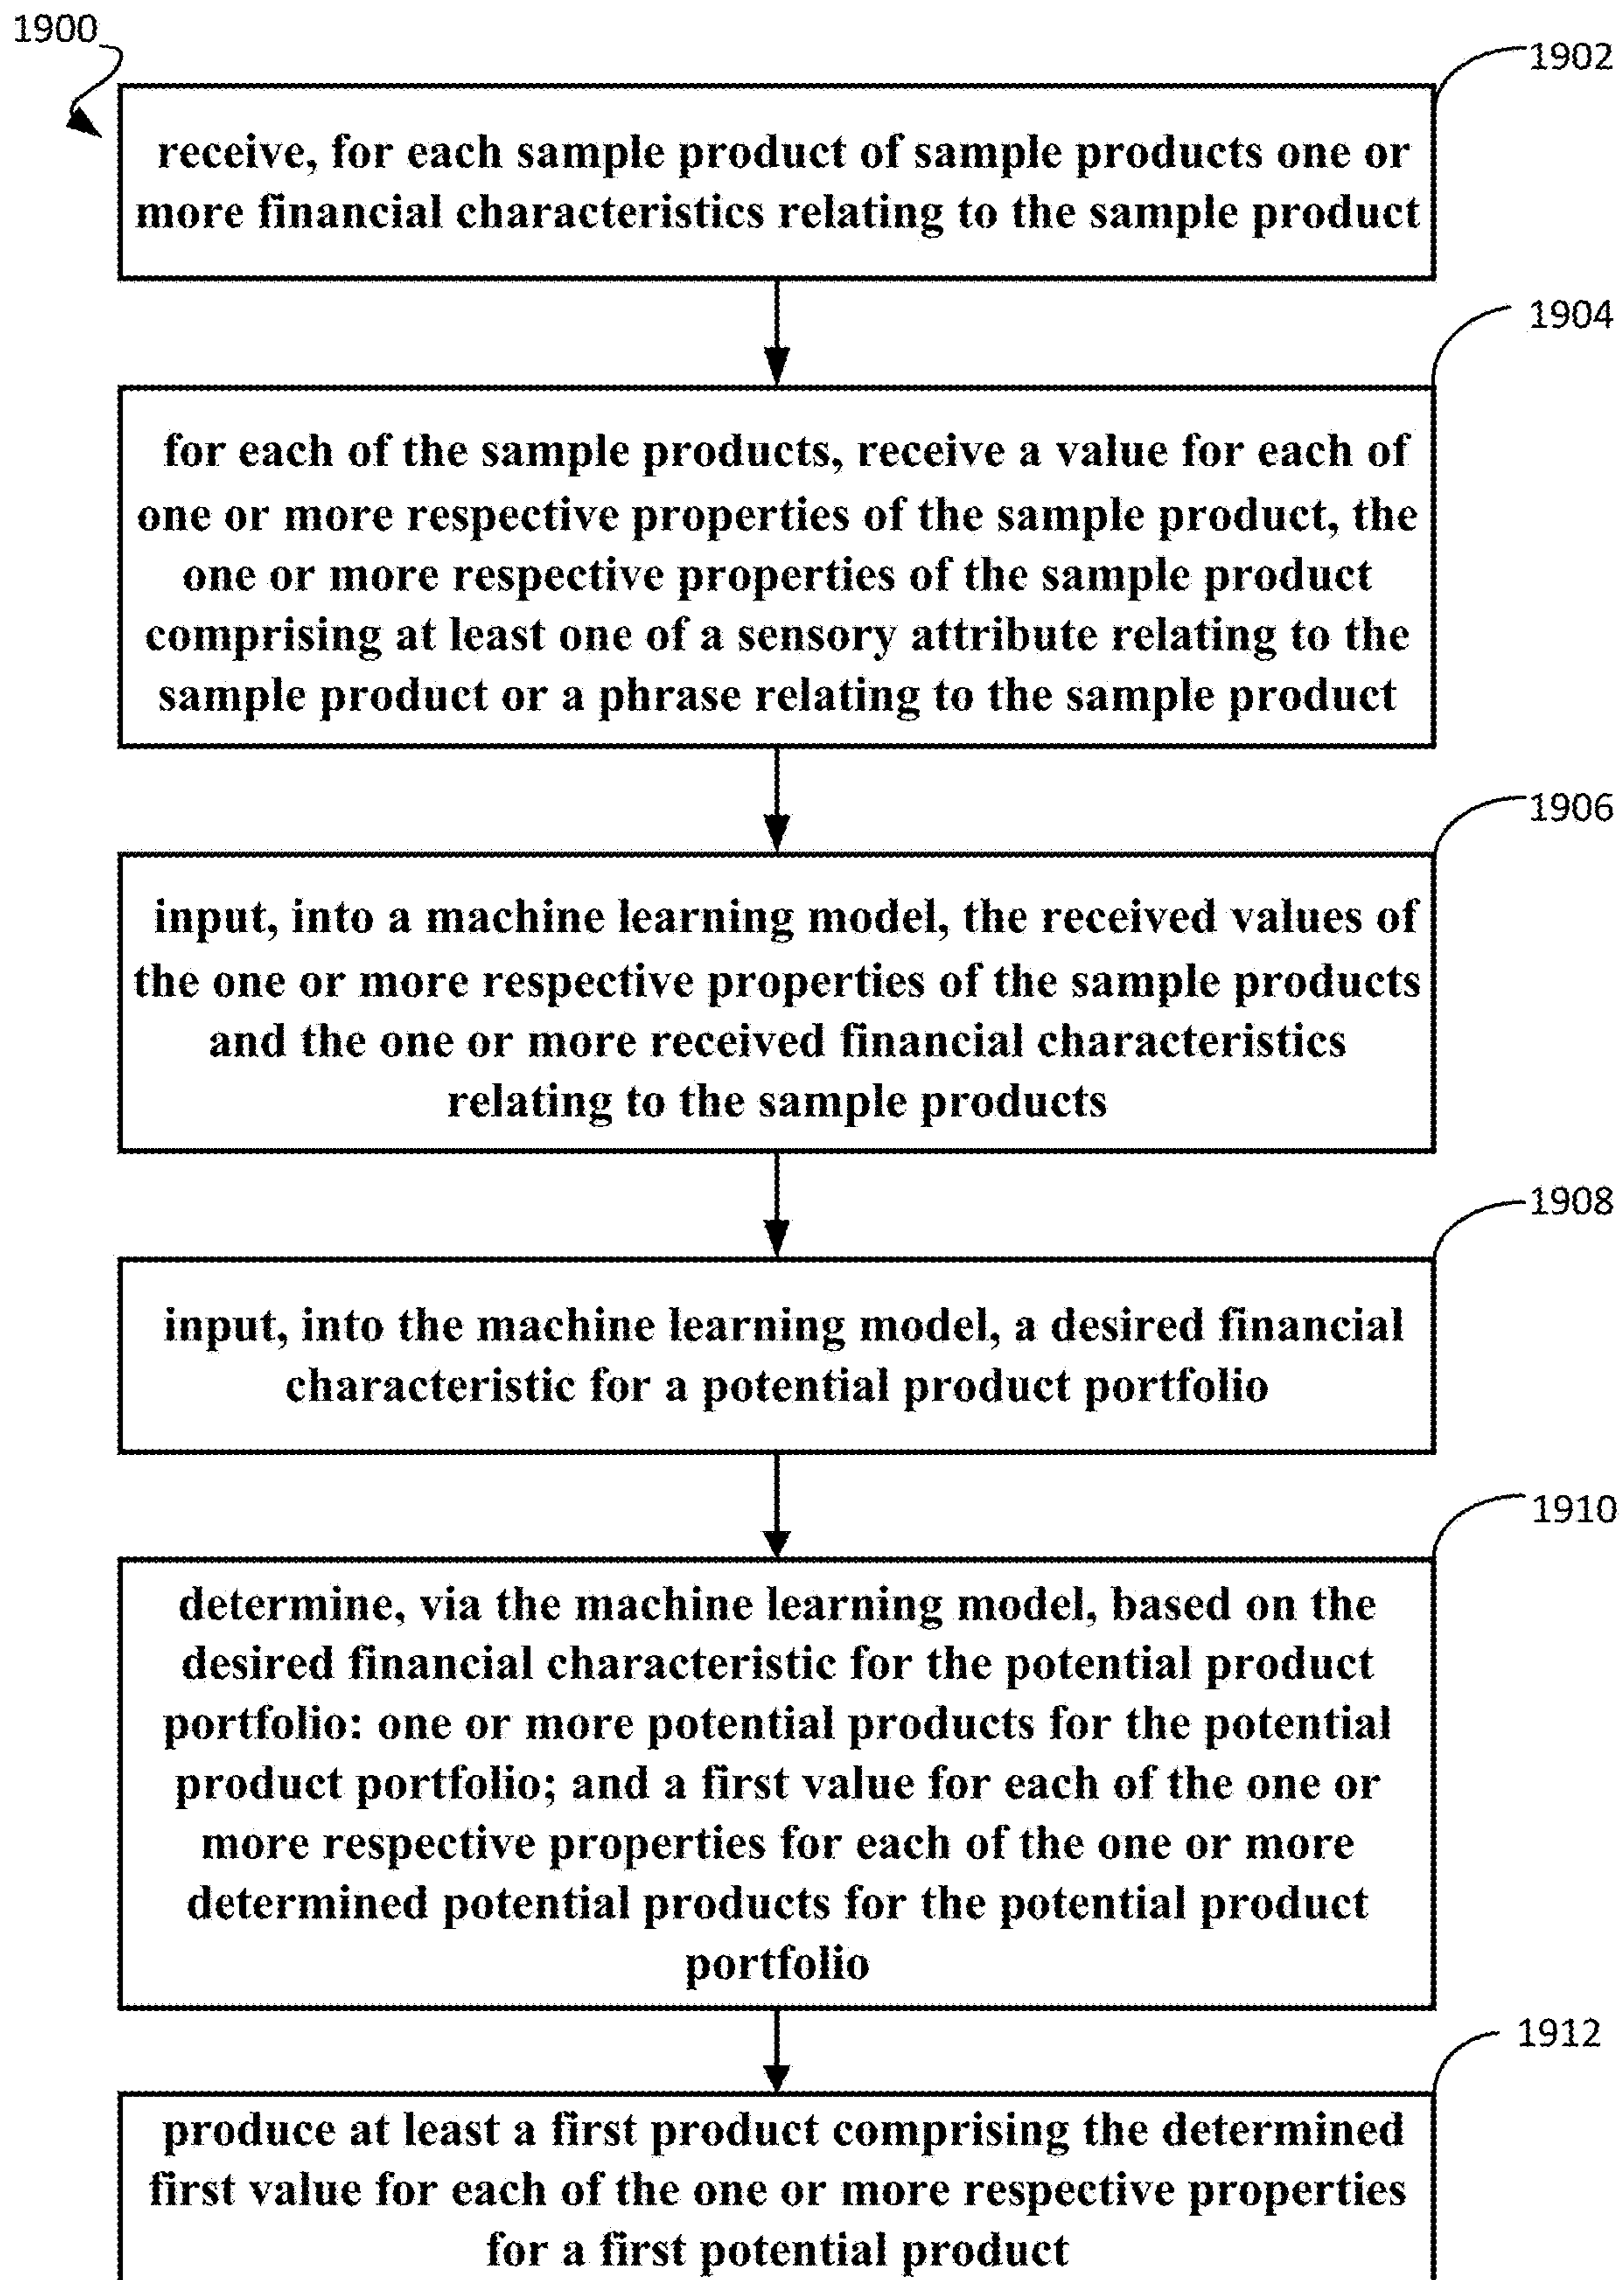 1900
1902
receive, for each sample product of sample products one or
more financial characteristics relating to the sample product
1904
for each of the sample products, receive a value for each of
one or more respective properties of the sample product, the
one or more respective properties of the sample product
comprising at least one of a sensory attribute relating to the
sample product or a phrase relating to the sample product
1906
input, into a machine learning model, the received values of
the one or more respective properties of the sample products
and the one or more received financial characteristics
relating to the sample products
1908
input, into the machine learning model, a desired financial
characteristic for a potential product portfolio
1910
determine, via the machine learning model, based on the
desired financial characteristic for the potential product
portfolio: one or more potential products for the potential
product portfolio; and a first value for each of the one or
more respective properties for each of the one or more
determined potential products for the potential product
portfolio
1912
produce at least a first product comprising the determined
first value for each of the one or more respective properties
for a first potential product